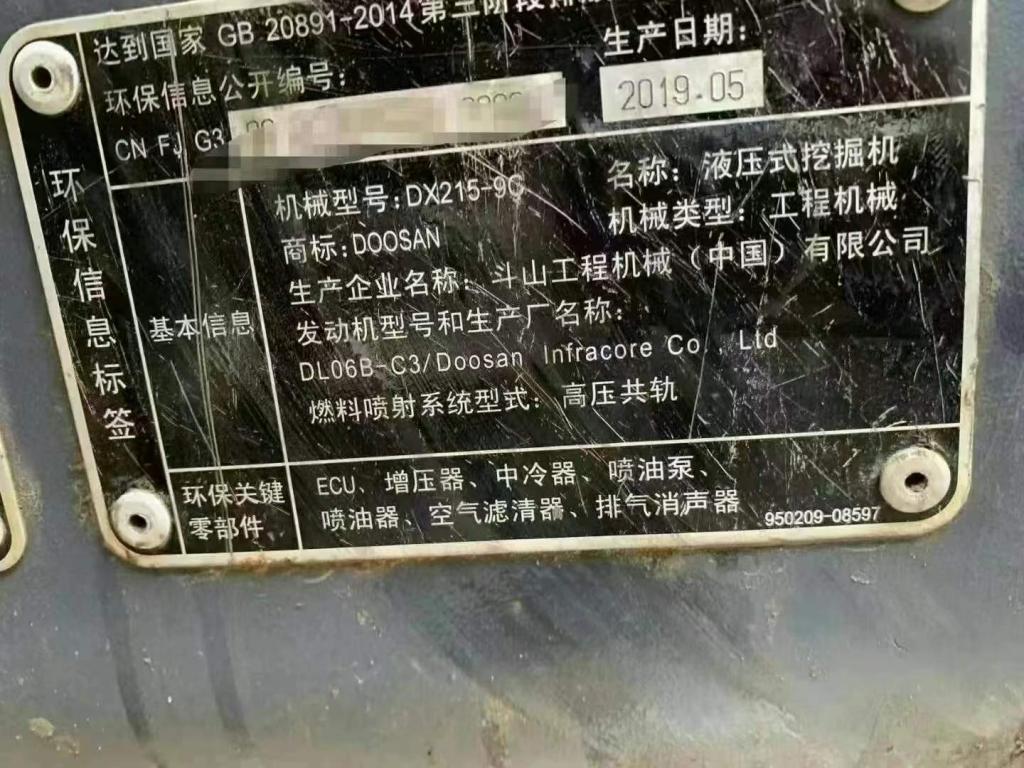 达到国家 GB 20891-2014 第三阶段
生产日期:
环保信息公开编号:
2019.05
CN FJ G3
环保信息标签
基本信息
机械型号:DX215-9C
名称: 液压式挖掘机
商标:DOOSAN
机械类型: 工程机械
生产企业名称: 斗山工程机械(中国)有限公司
发动机型号和生产厂名称:
DL06B-C3/Doosan Infracore Co , Ltd
燃料喷射系统型式: 高压共轨
环保关键
零部件
ECU、增压器、中冷器、喷油泵、
喷油器、空气滤清器、排气消声器
950209-08597